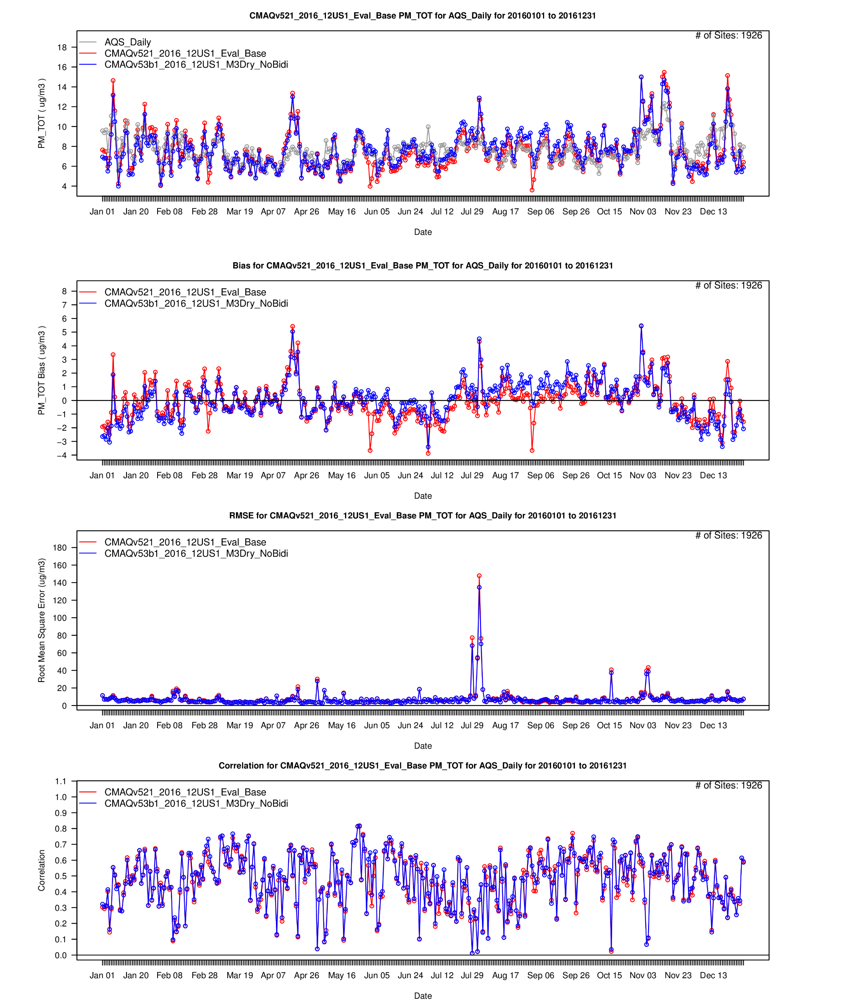 CMAQv521_2016_12US1_Eval_Base PM_TOT for AQS_Daily for 20160101 to 20161231
# of Sites: 1926
AQS_Daily
CMAQv521_2016_12US1_Eval_Base
CMAQv53b1_2016_12US1_M3Dry_NoBidi
PM_TOT ( ug/m3 )
18
16
14
12
10
8
6
4
Jan 01 Jan 20 Feb 08 Feb 28 Mar 19 Apr 07 Apr 26 May 16 Jun 05 Jun 24 Jul 12 Jul 29 Aug 17 Sep 06 Sep 26 Oct 15 Nov 03 Nov 23 Dec 13
Date
Bias for CMAQv521_2016_12US1_Eval_Base PM_TOT for AQS_Daily for 20160101 to 20161231
# of Sites: 1926
CMAQv521_2016_12US1_Eval_Base
CMAQv53b1_2016_12US1_M3Dry_NoBidi
PM_TOT Bias ( ug/m3 )
8
7
6
5
4
3
2
1
0
−1
−2
−3
−4
Jan 01 Jan 20 Feb 08 Feb 28 Mar 19 Apr 07 Apr 26 May 16 Jun 05 Jun 24 Jul 12 Jul 29 Aug 17 Sep 06 Sep 26 Oct 15 Nov 03 Nov 23 Dec 13
Date
RMSE for CMAQv521_2016_12US1_Eval_Base PM_TOT for AQS_Daily for 20160101 to 20161231
# of Sites: 1926
CMAQv521_2016_12US1_Eval_Base
CMAQv53b1_2016_12US1_M3Dry_NoBidi
Root Mean Square Error (ug/m3)
180
160
140
120
100
80
60
40
20
0
Jan 01 Jan 20 Feb 08 Feb 28 Mar 19 Apr 07 Apr 26 May 16 Jun 05 Jun 24 Jul 12 Jul 29 Aug 17 Sep 06 Sep 26 Oct 15 Nov 03 Nov 23 Dec 13
Date
Correlation for CMAQv521_2016_12US1_Eval_Base PM_TOT for AQS_Daily for 20160101 to 20161231
# of Sites: 1926
CMAQv521_2016_12US1_Eval_Base
CMAQv53b1_2016_12US1_M3Dry_NoBidi
Correlation
1.1
1.0
0.9
0.8
0.7
0.6
0.5
0.4
0.3
0.2
0.1
0.0
Jan 01 Jan 20 Feb 08 Feb 28 Mar 19 Apr 07 Apr 26 May 16 Jun 05 Jun 24 Jul 12 Jul 29 Aug 17 Sep 06 Sep 26 Oct 15 Nov 03 Nov 23 Dec 13
Date